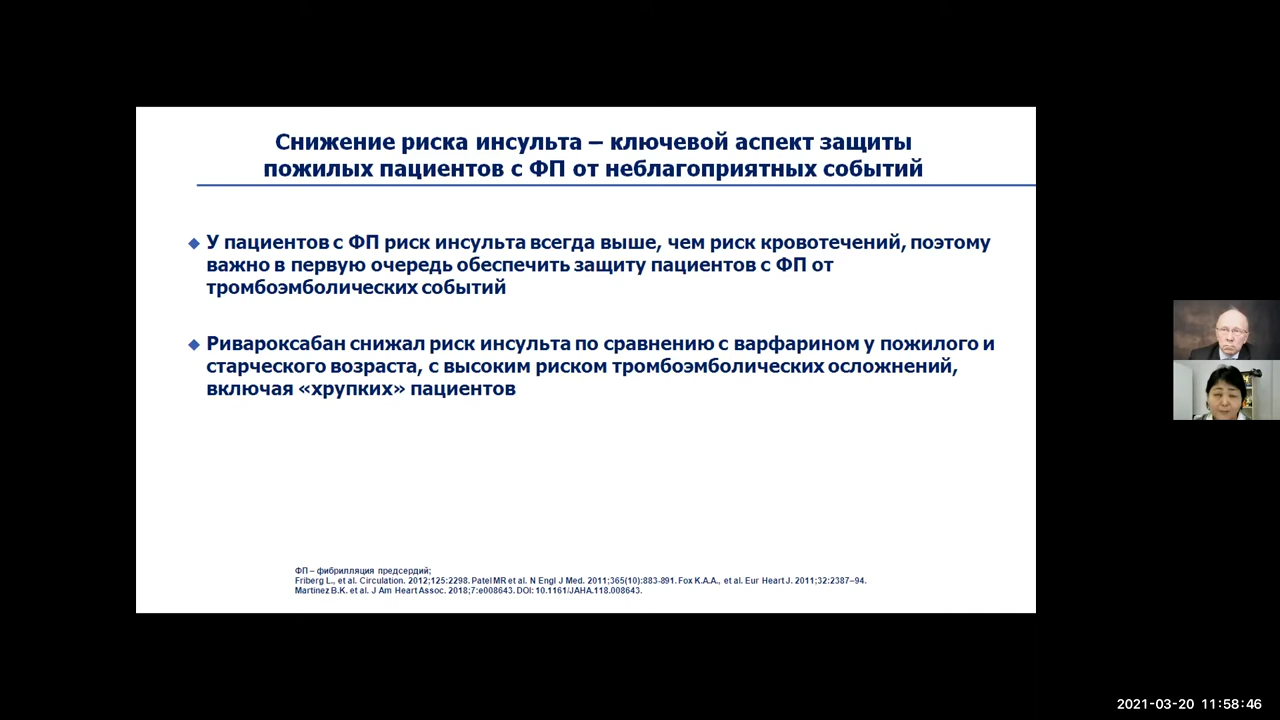 Снижение риска инсульта – ключевой аспект защиты
пожилых пациентов с ФП от неблагоприятных событий
У пациентов с ФП риск инсульта всегда выше, чем риск кровотечений, поэтому
важно в первую очередь обеспечить защиту пациентов с ФП от
тромбоэмболических событий
Ривароксабан снижал риск инсульта по сравнению с варфарином у пожилого и
старческого возраста, с высоким риском тромбоэмболических осложнений,
включая «хрупких» пациентов
ФП – фибрилляция предсердий;
Friberg L., et al. Circulation. 2012;125:2298. Patel MR et al. N Engl J Med. 2011;365(10):883-891. Fox K.A.A., et al. Eur Heart J. 2011;32:2387–94.
Martinez B.K. et al. J Am Heart Assoc. 2018;7:e008643. DOI: 10.1161/JAHA.118.008643.
2021-03-20 11:58:46